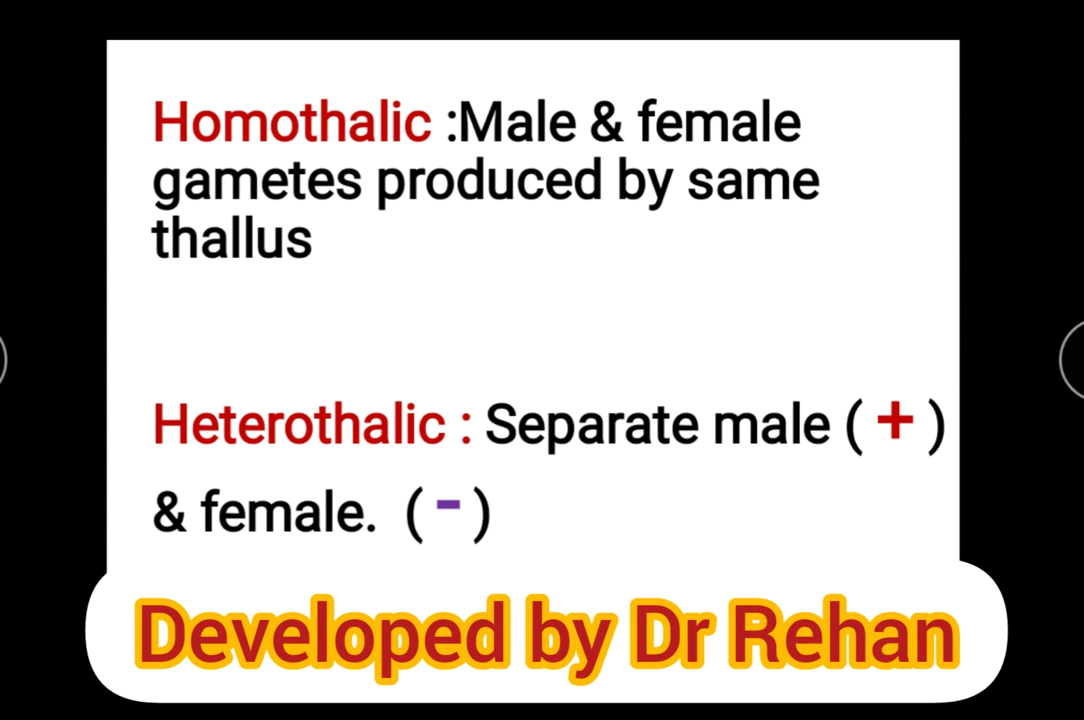 Homothalic :Male & female
gametes produced by same
thallus
Heterothalic : Separate male ( + )
& female. ( - )
Developed by Dr Rehan